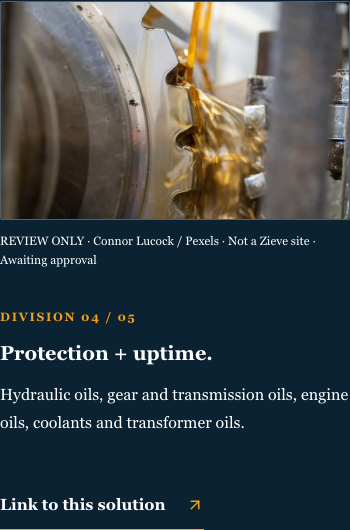 REVIEW ONLY · Connor Lucock / Pexels · Not a Zieve site ·
Awaiting approval
DIVISION 04 / 05
Protection + uptime.
Hydraulic oils, gear and transmission oils, engine
oils, coolants and transformer oils.
Link to this solution ↗